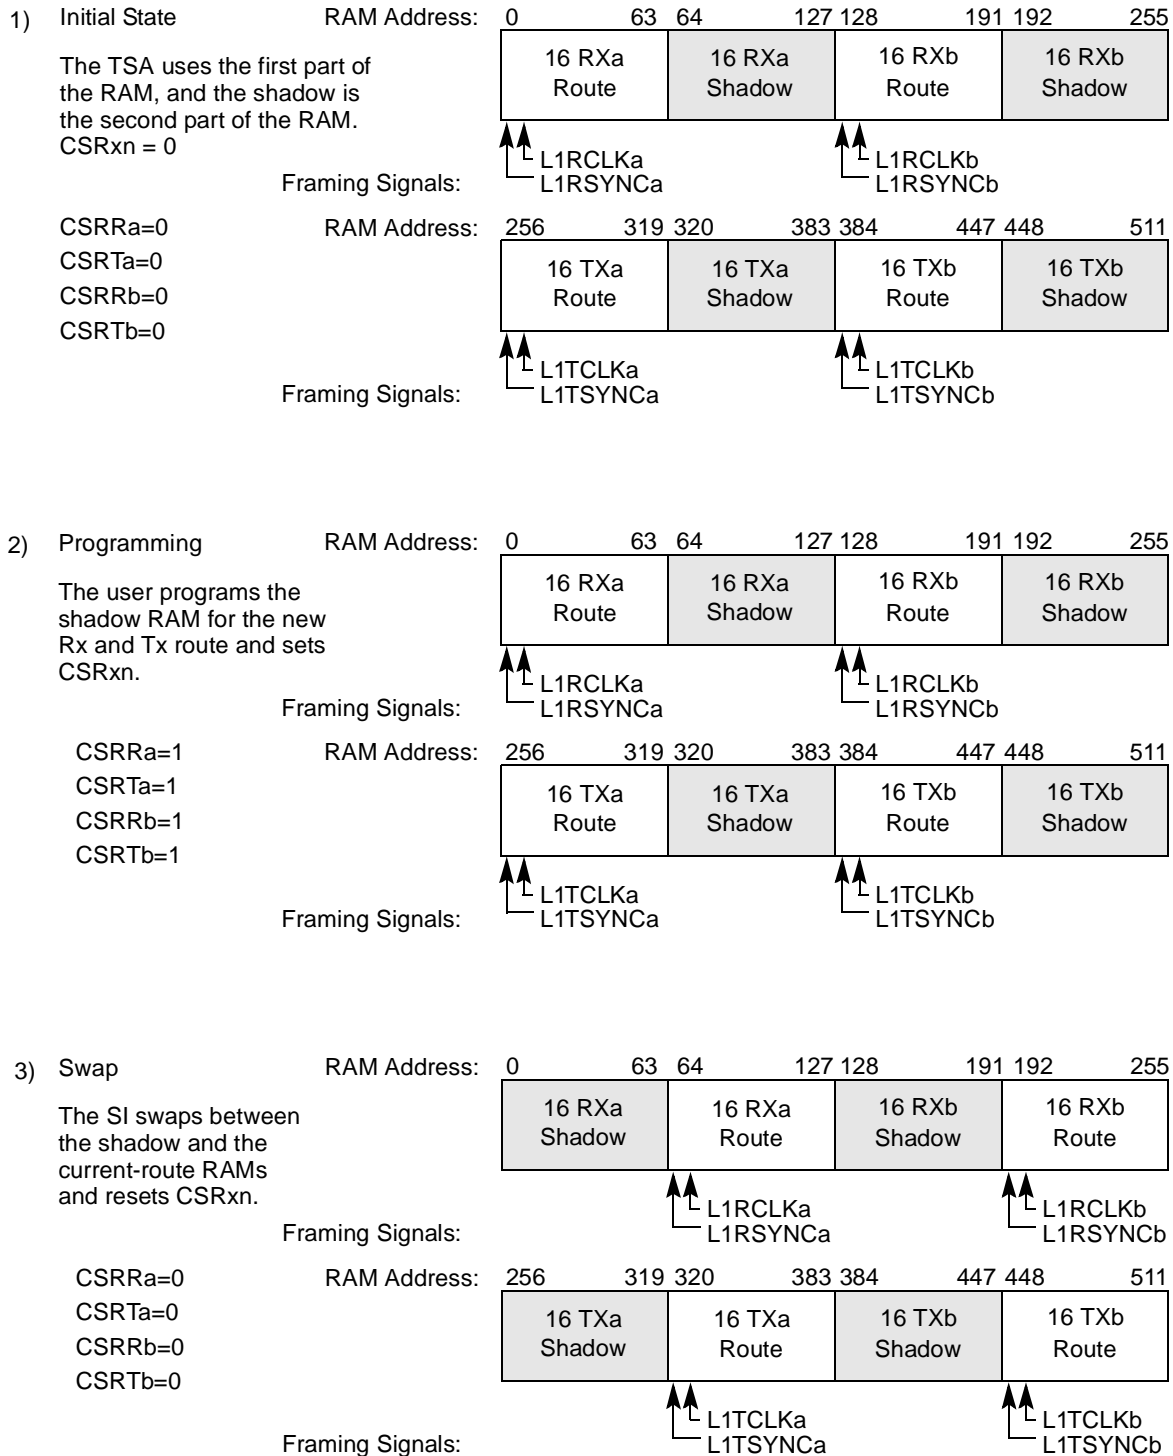 1) Initial State RAM Address: 0 63 64 127 128 191 192 255
The TSA uses the first part of
the RAM, and the shadow is
the second part of the RAM.
CSRxn = 0
16 RXa 16 RXa 16 RXb 16 RXb
Route Shadow Route Shadow
L1RCLKa L1RCLKb
Framing Signals: L1RSYNCa L1RSYNCb
CSRRa=0 RAM Address: 256 319 320 383 384 447 448 511
CSRTa=0
CSRRb=0
CSRTb=0
16 TXa 16 TXa 16 TXb 16 TXb
Route Shadow Route Shadow
L1TCLKa L1TCLKb
Framing Signals: L1TSYNCa L1TSYNCb
2) Programming RAM Address: 0 63 64 127 128 191 192 255
The user programs the
shadow RAM for the new
Rx and Tx route and sets
CSRxn.
16 RXa 16 RXa 16 RXb 16 RXb
Route Shadow Route Shadow
L1RCLKa L1RCLKb
Framing Signals: L1RSYNCa L1RSYNCb
CSRRa=1 RAM Address: 256 319 320 383 384 447 448 511
CSRTa=1
CSRRb=1
CSRTb=1
16 TXa 16 TXa 16 TXb 16 TXb
Route Shadow Route Shadow
L1TCLKa L1TCLKb
Framing Signals: L1TSYNCa L1TSYNCb
3) Swap RAM Address: 0 63 64 127 128 191 192 255
The SI swaps between
the shadow and the
current-route RAMs
and resets CSRxn.
16 RXa 16 RXa 16 RXb 16 RXb
Shadow Route Shadow Route
L1RCLKa L1RCLKb
Framing Signals: L1RSYNCa L1RSYNCb
CSRRa=0 RAM Address: 256 319 320 383 384 447 448 511
CSRTa=0
CSRRb=0
CSRTb=0
16 TXa 16 TXa 16 TXb 16 TXb
Shadow Route Shadow Route
L1TCLKa L1TCLKb
Framing Signals: L1TSYNCa L1TSYNCb